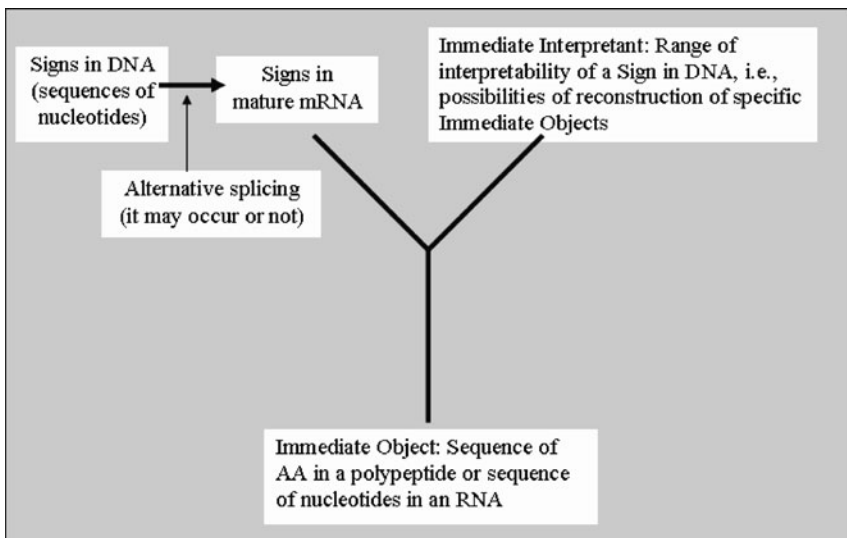 Signs in DNA
(sequences of
nucleotides)
Signs in
mature mRNA
Immediate Interpretant: Range of
interpretability of a Sign in DNA, i.e.,
possibilities of reconstruction of specific
Immediate Objects
Alternative splicing
(it may occur or not)
Immediate Object: Sequence of
AA in a polypeptide or sequence
of nucleotides in an RNA